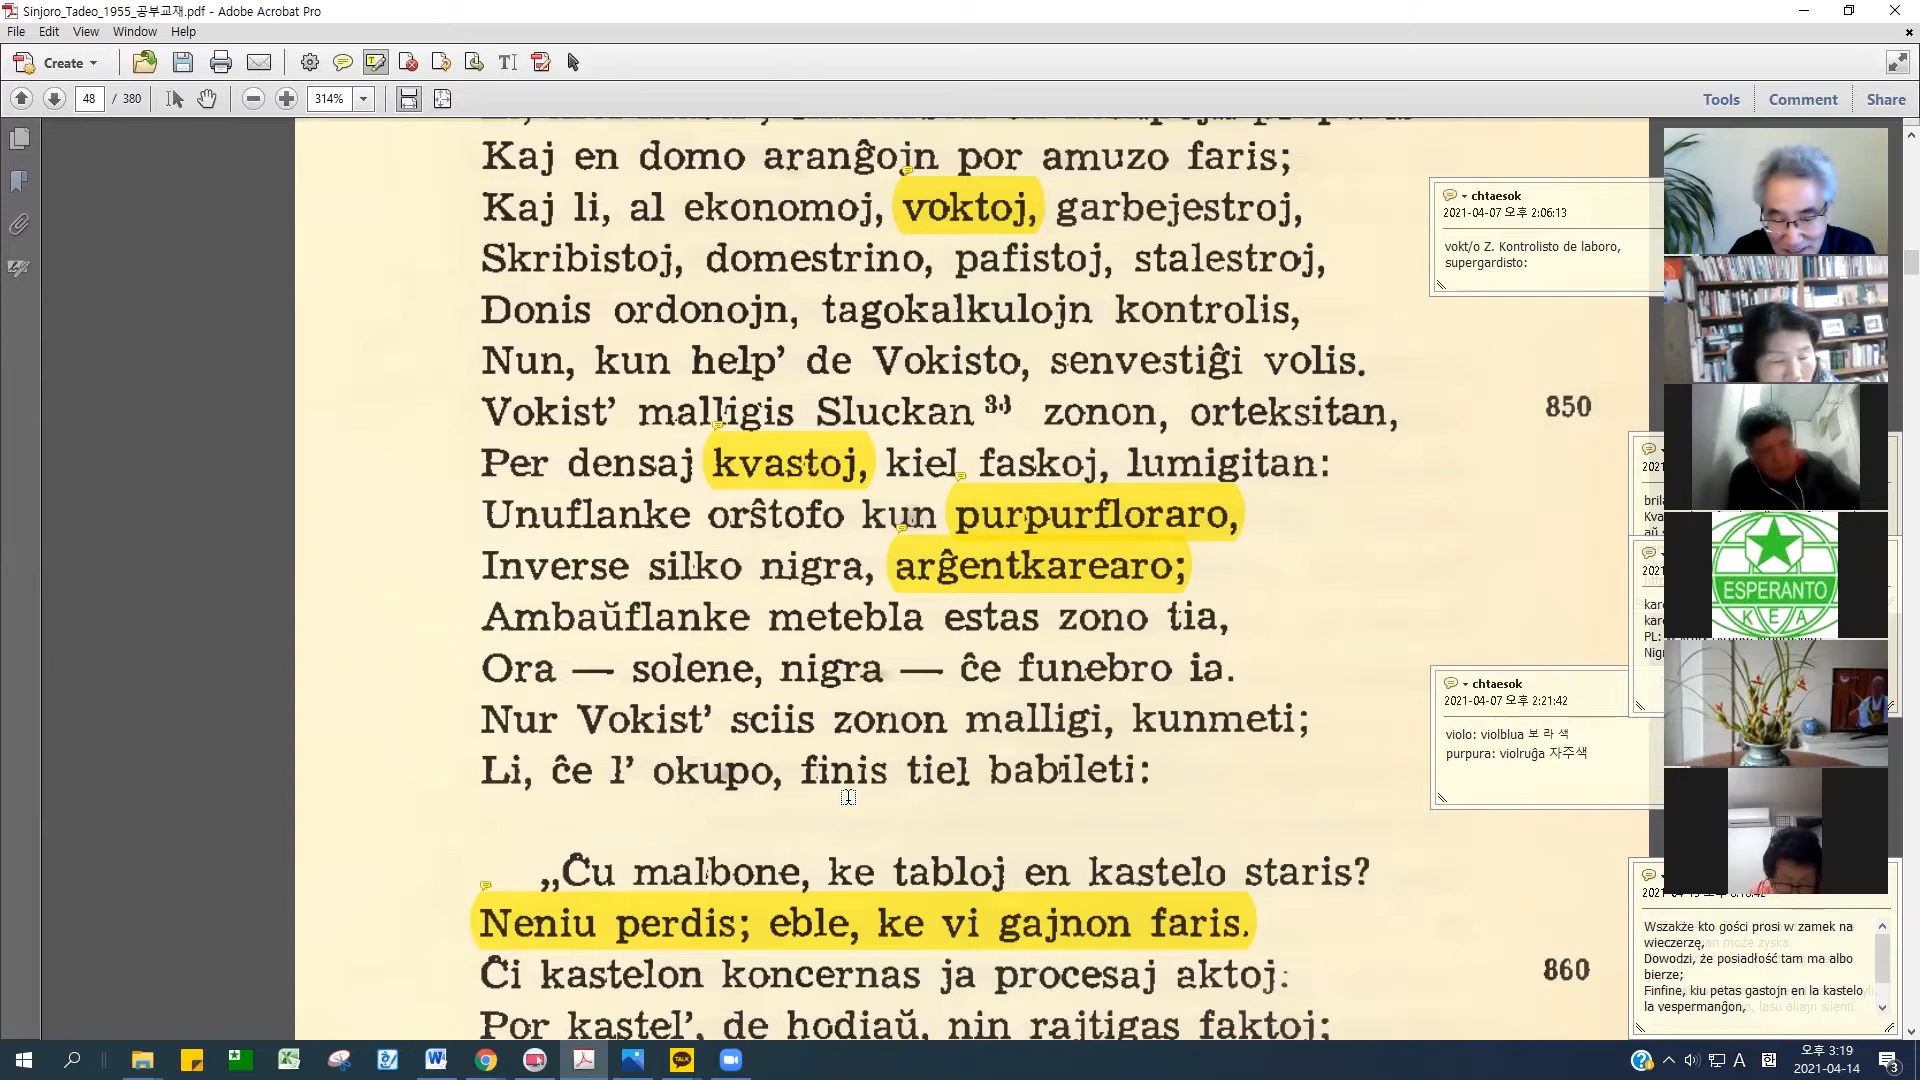 Sinjoro_Tadeo_1955_공부교재.pdf - Adobe Acrobat Pro
File Edit View Window Help
Create
48 / 380
314%
Tools Comment Share
Kaj en domo aranĝojn por amuzo faris;
Kaj li, al ekonomoj, voktoj, garbejestroj,
Skribistoj, domestrino, pafistoj, stalestroj,
Donis ordonojn, tagokalkulojn kontrolis,
Nun, kun help' de Vokisto, senvestiĝi volis.
Vokist' malligis Sluckan 34) zonon, orteksitan, 850
Per densaj kvastoj, kiel faskoj, lumigitan:
Unuflanke orŝtofo kun purpurfloraro,
Inverse silko nigra, arĝentkarearo;
Ambaŭflanke metebla estas zono tia,
Ora — solene, nigra — ĉe funebro ia.
Nur Vokist' sciis zonon malligi, kunmeti;
Li, ĉe l' okupo, finis tiel babileti:
„Ĉu malbone, ke tabloj en kastelo staris?
Neniu perdis; eble, ke vi gajnon faris.
Ĉi kastelon koncernas ja procesaj aktoj: 860
Por kastel', de hodiaŭ, nin rajtigas faktoj;
chtaesok
2021-04-07 오후 2:06:13
vokt/o Z. Kontrolisto de laboro,
supergardisto:
2021
2021
chtaesok
2021-04-07 오후 2:21:42
violo: violblua 보 라 색
purpura: violruĝa 자주색
Wszakże kto gości prosi w zamek na
wieczerzę,
Dowodzi, że posiadłość tam ma albo
bierze;
Finfine, kiu petas gastojn en la kastelo
la vespermanĝon,
ESPERANTO
K E A
TALK
A
한
오후 3:19
2021-04-14
3